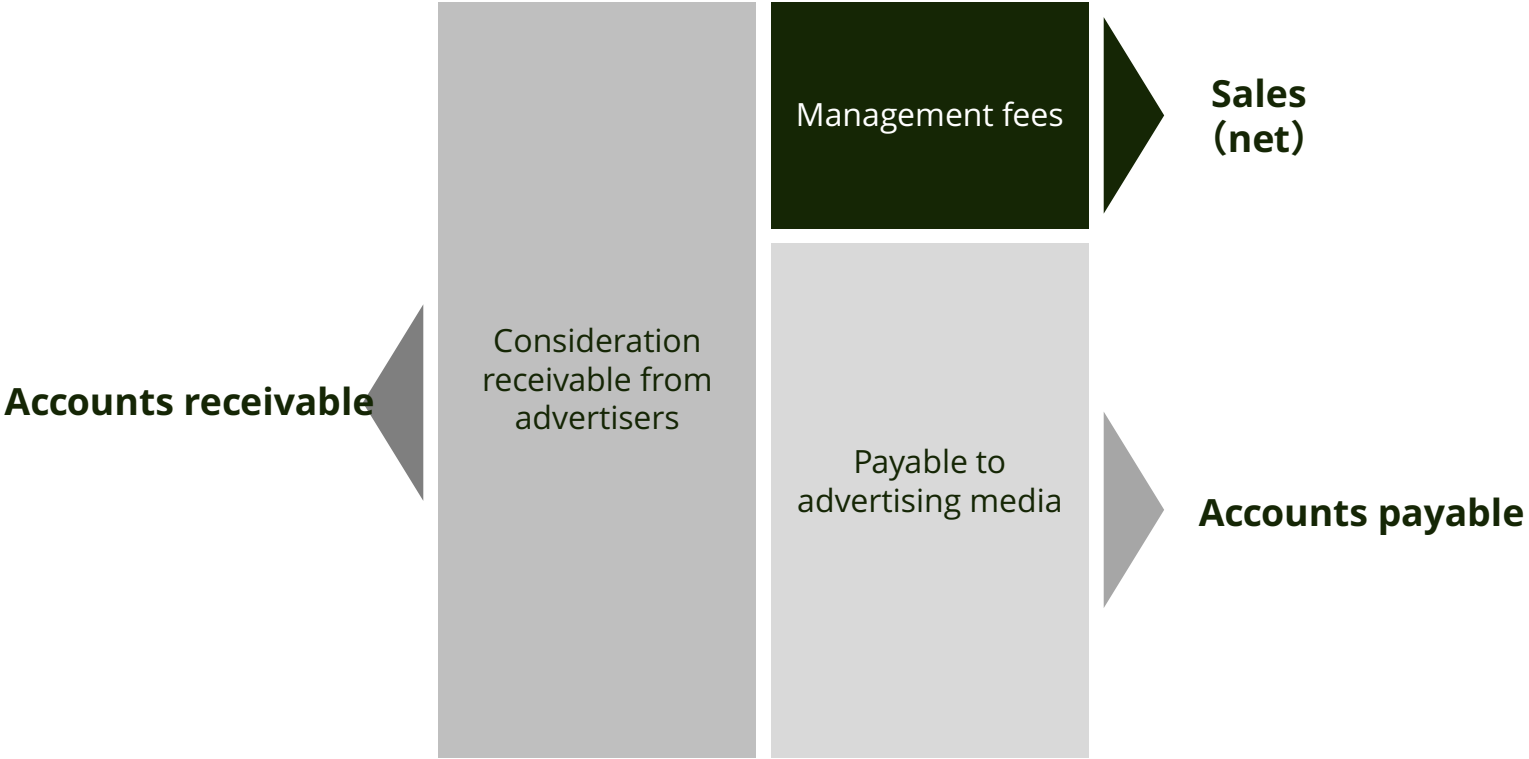 Accounts receivable
Consideration
receivable from
advertisers
Management fees
Sales
（net）
Payable to
advertising media
Accounts payable